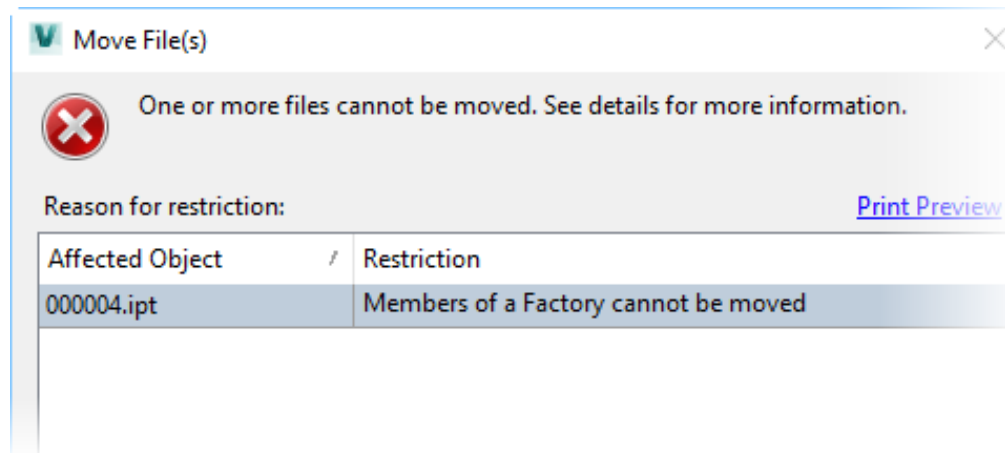 Move File(s)
One or more files cannot be moved. See details for more information.
Reason for restriction:
Print Preview
Affected Object / Restriction
000004.ipt Members of a Factory cannot be moved